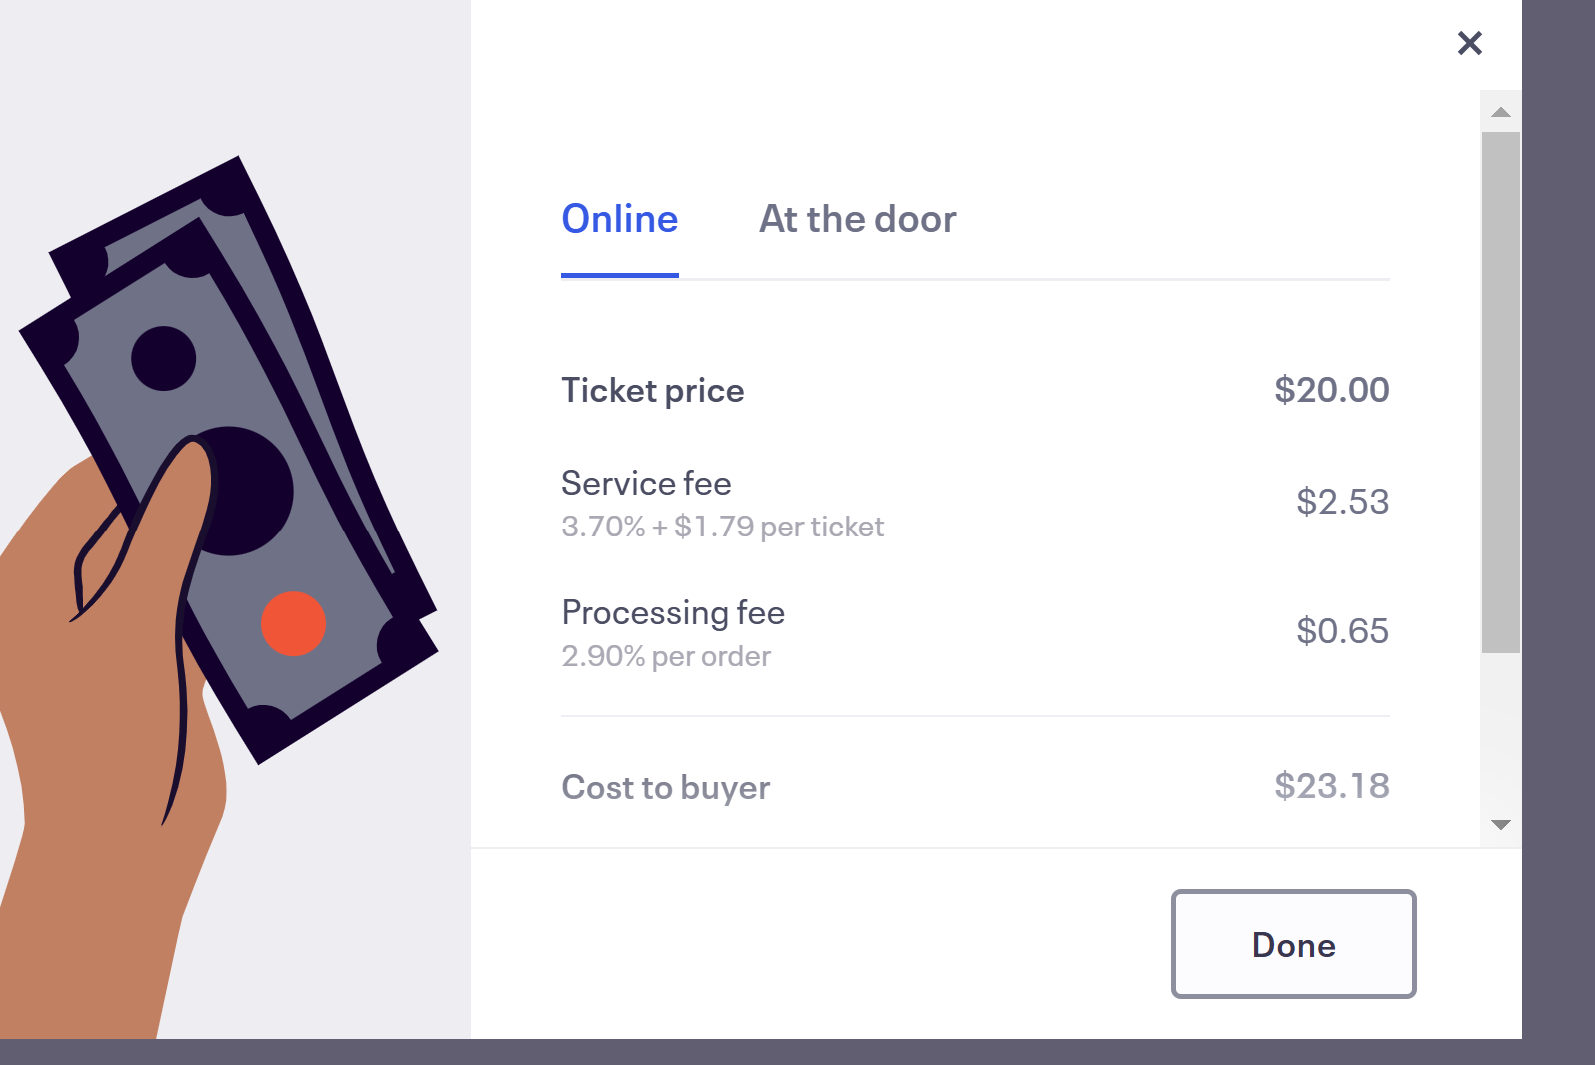 Online At the door
Ticket price $20.00
Service fee $2.53
3.70% + $1.79 per ticket
Processing fee $0.65
2.90% per order
Cost to buyer $23.18
Done